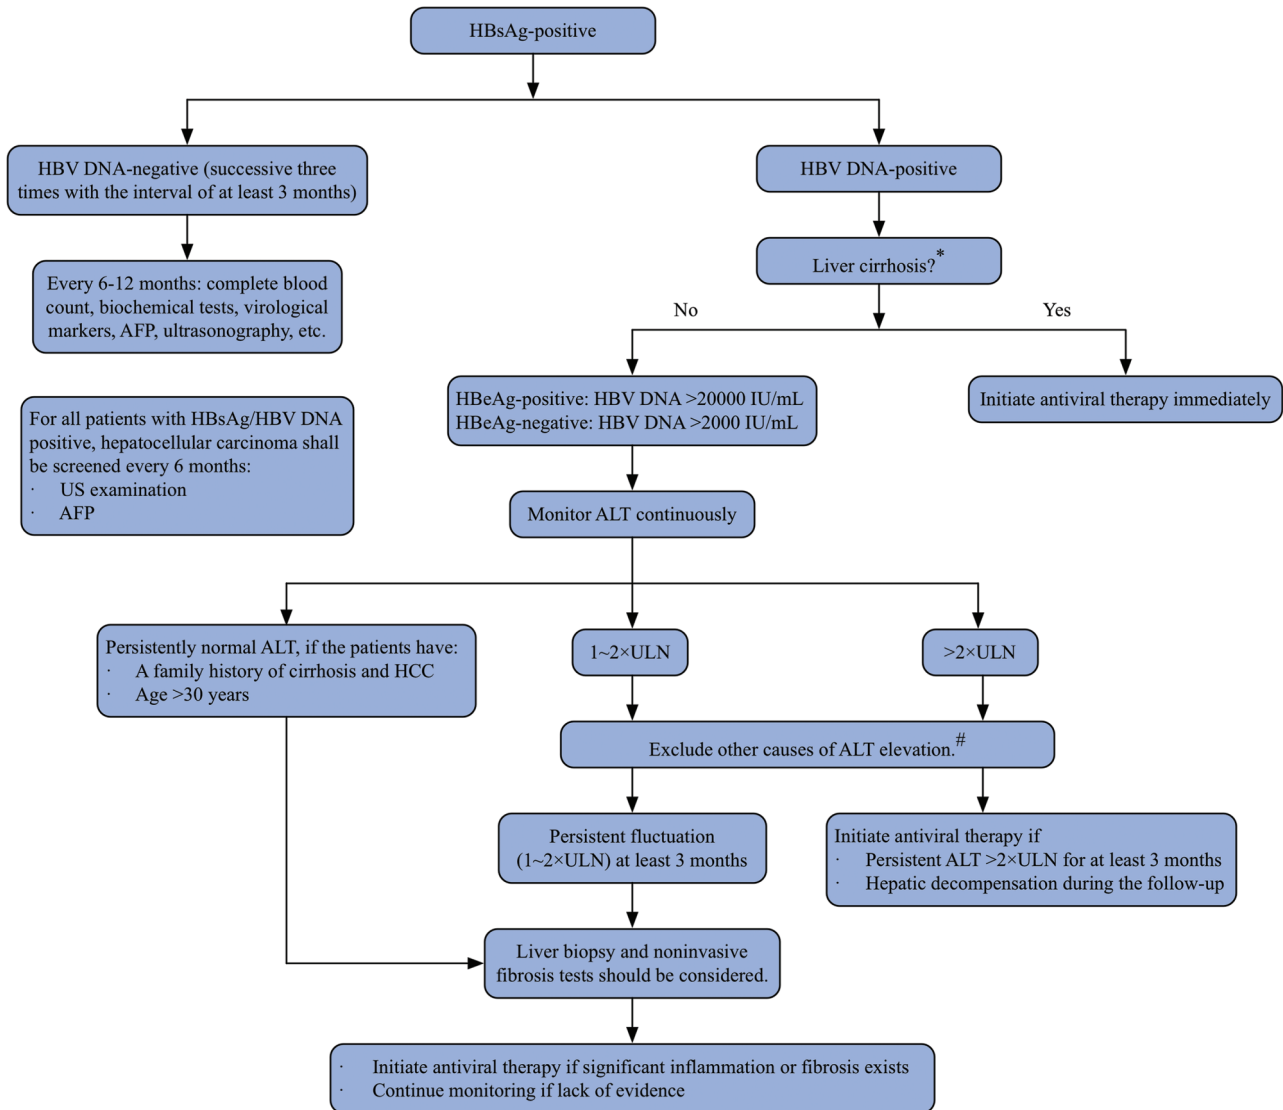 HBsAg-positive
HBV DNA-negative (successive three
times with the interval of at least 3 months)
HBV DNA-positive
Every 6-12 months: complete blood
count, biochemical tests, virological
markers, AFP, ultrasonography, etc.
Liver cirrhosis?*
No
Yes
For all patients with HBsAg/HBV DNA
positive, hepatocellular carcinoma shall
be screened every 6 months:
· US examination
· AFP
HBeAg-positive: HBV DNA >20000 IU/mL
HBeAg-negative: HBV DNA >2000 IU/mL
Initiate antiviral therapy immediately
Monitor ALT continuously
Persistently normal ALT, if the patients have:
· A family history of cirrhosis and HCC
· Age >30 years
1~2×ULN
>2×ULN
Exclude other causes of ALT elevation.#
Persistent fluctuation
(1~2×ULN) at least 3 months
Initiate antiviral therapy if
· Persistent ALT >2×ULN for at least 3 months
· Hepatic decompensation during the follow-up
Liver biopsy and noninvasive
fibrosis tests should be considered.
· Initiate antiviral therapy if significant inflammation or fibrosis exists
· Continue monitoring if lack of evidence